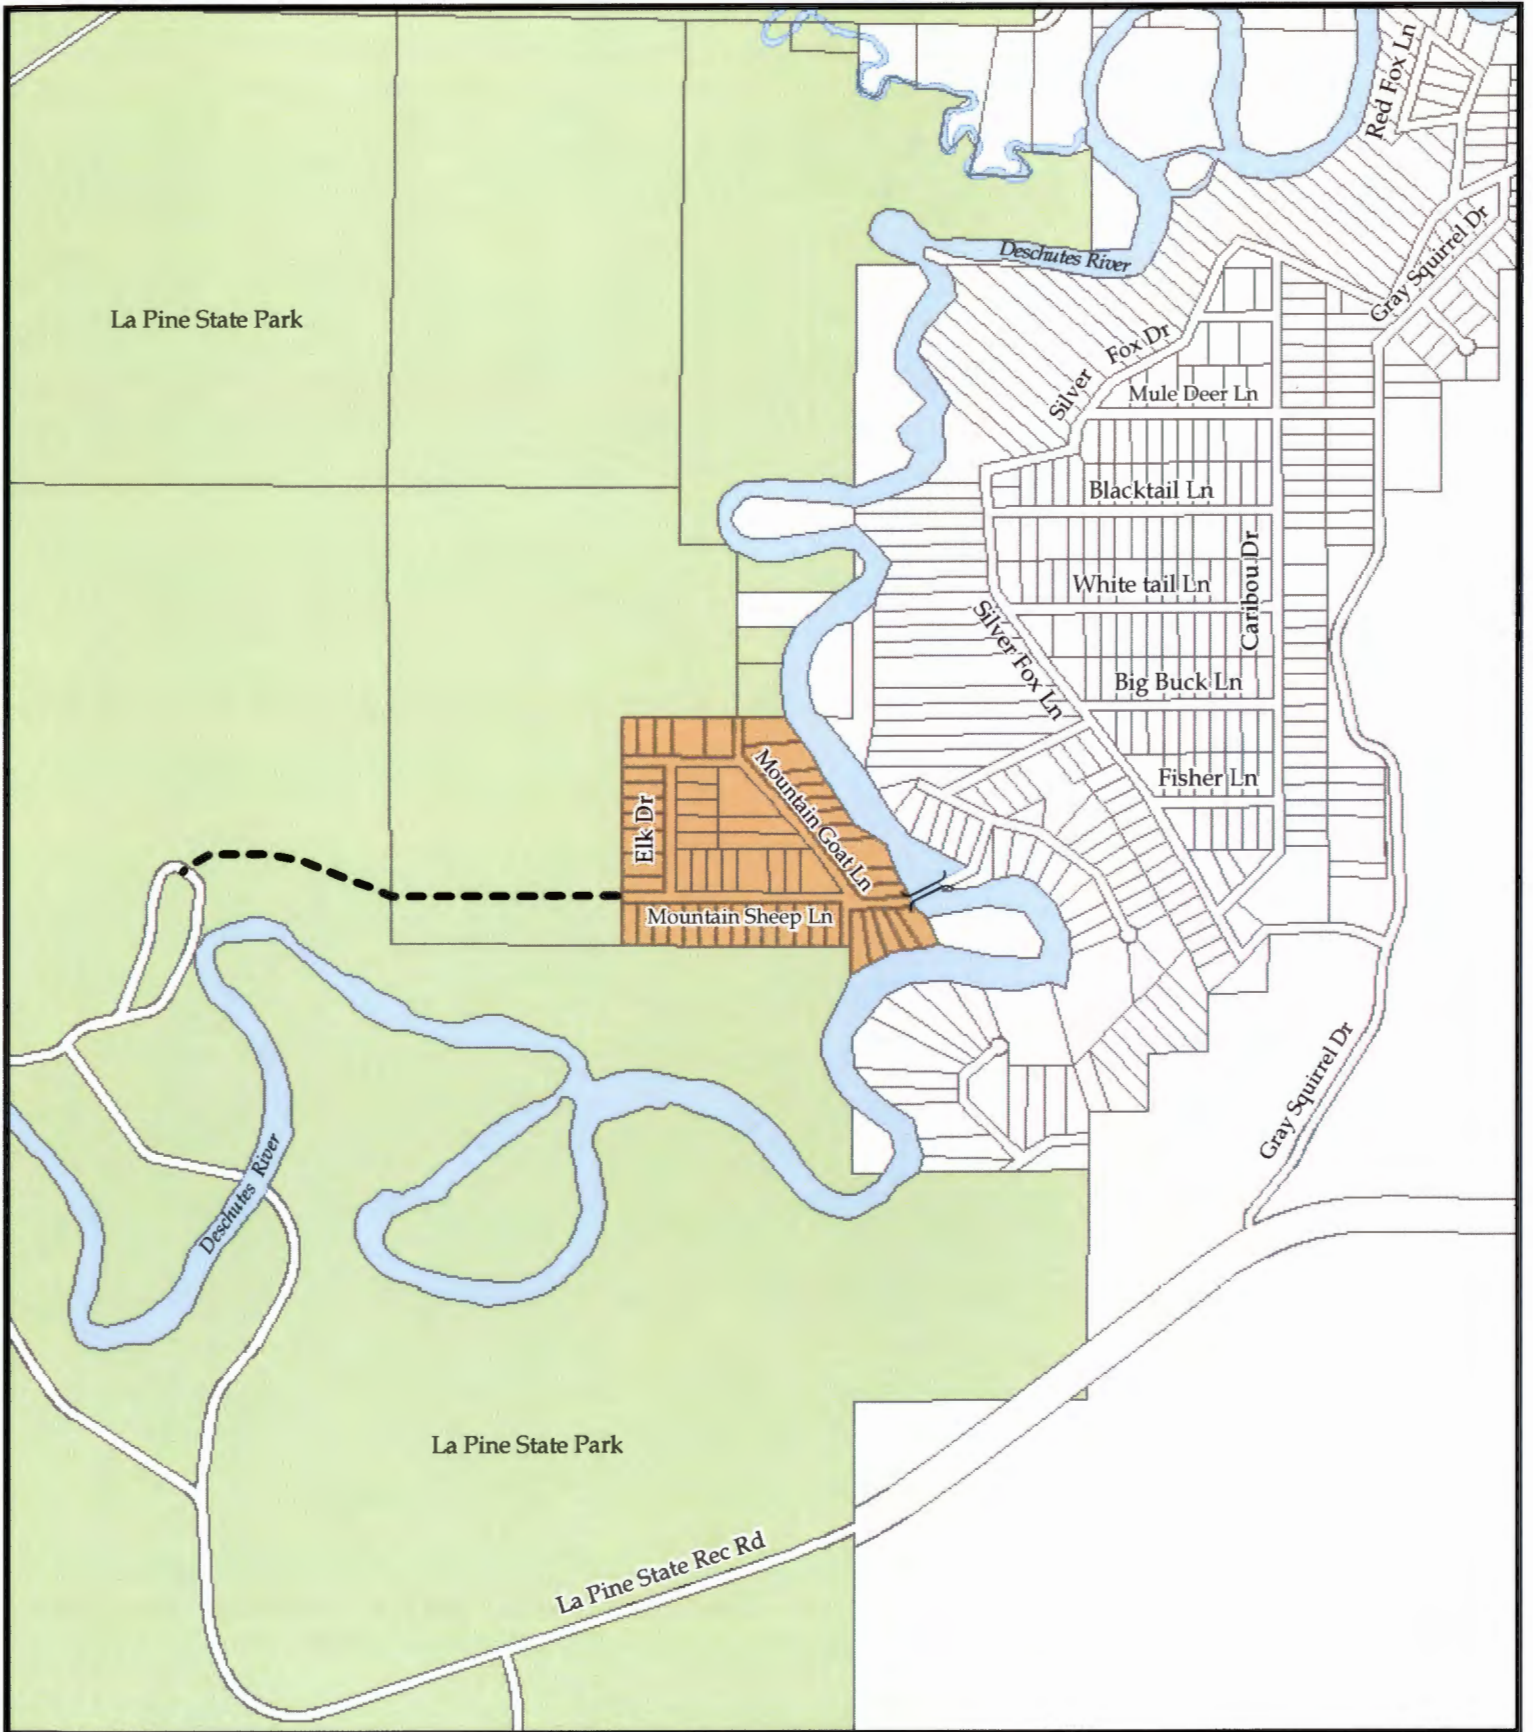 Red Fox Ln
Gray Squirrel Dr
Deschutes River
La Pine State Park
Silver Fox Dr
Mule Deer Ln
Blacktail Ln
Caribou Dr
White tail Ln
Silver Fox Ln
Big Buck Ln
Fisher Ln
Mountain Goat Ln
Elk Dr
Mountain Sheep Ln
Gray Squirrel Dr
Deschutes River
La Pine State Park
La Pine State Rec Rd